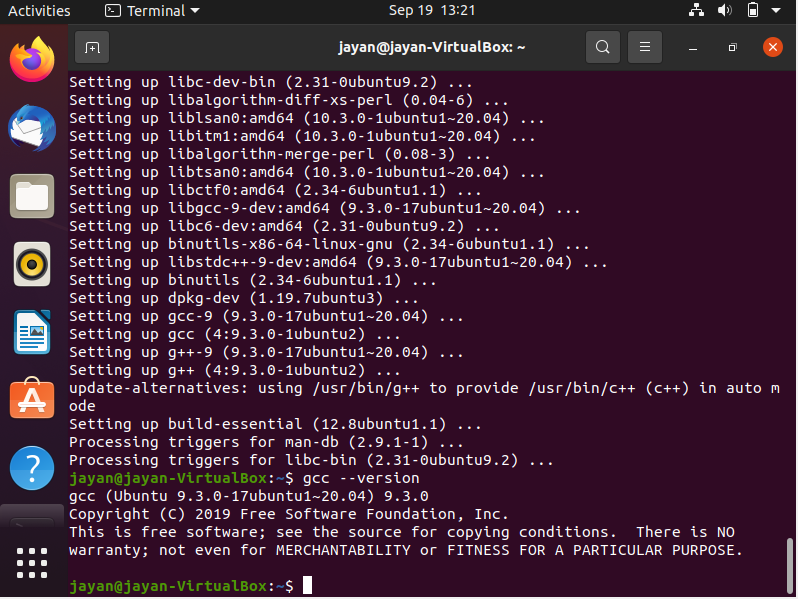 Activities Terminal Sep 19 13:21
jayan@jayan-VirtualBox: ~
Setting up libc-dev-bin (2.31-0ubuntu9.2) ...
Setting up libalgorithm-diff-xs-perl (0.04-6) ...
Setting up liblsan0:amd64 (10.3.0-1ubuntu1~20.04) ...
Setting up libitm1:amd64 (10.3.0-1ubuntu1~20.04) ...
Setting up libalgorithm-merge-perl (0.08-3) ...
Setting up libtsan0:amd64 (10.3.0-1ubuntu1~20.04) ...
Setting up libctf0:amd64 (2.34-6ubuntu1.1) ...
Setting up libgcc-9-dev:amd64 (9.3.0-17ubuntu1~20.04) ...
Setting up libc6-dev:amd64 (2.31-0ubuntu9.2) ...
Setting up binutils-x86-64-linux-gnu (2.34-6ubuntu1.1) ...
Setting up libstdc++-9-dev:amd64 (9.3.0-17ubuntu1~20.04) ...
Setting up binutils (2.34-6ubuntu1.1) ...
Setting up dpkg-dev (1.19.7ubuntu3) ...
Setting up gcc-9 (9.3.0-17ubuntu1~20.04) ...
Setting up gcc (4:9.3.0-1ubuntu2) ...
Setting up g++-9 (9.3.0-17ubuntu1~20.04) ...
Setting up g++ (4:9.3.0-1ubuntu2) ...
update-alternatives: using /usr/bin/g++ to provide /usr/bin/c++ (c++) in auto m
ode
Setting up build-essential (12.8ubuntu1.1) ...
Processing triggers for man-db (2.9.1-1) ...
Processing triggers for libc-bin (2.31-0ubuntu9.2) ...
jayan@jayan-VirtualBox:~$ gcc --version
gcc (Ubuntu 9.3.0-17ubuntu1~20.04) 9.3.0
Copyright (C) 2019 Free Software Foundation, Inc.
This is free software; see the source for copying conditions.  There is NO
warranty; not even for MERCHANTABILITY or FITNESS FOR A PARTICULAR PURPOSE.
jayan@jayan-VirtualBox:~$